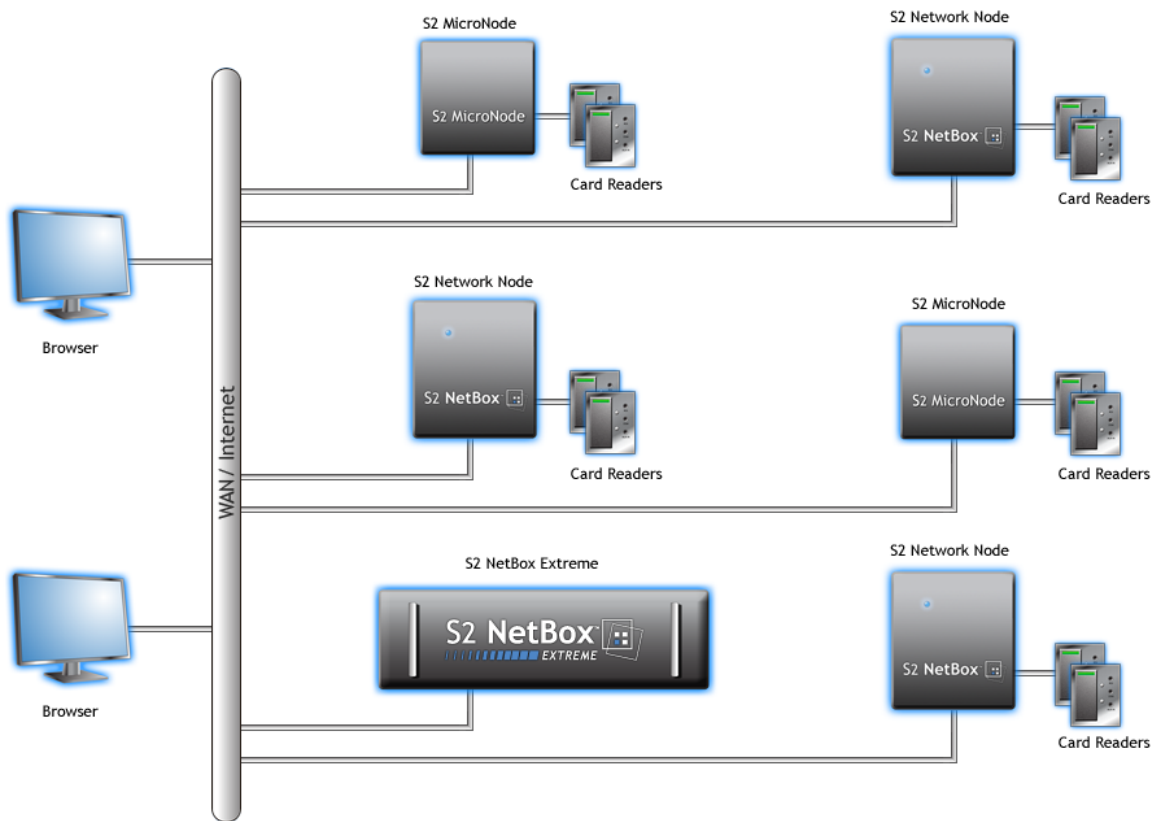 S2 MicroNode
S2 MicroNode
Card Readers
S2 Network Node
S2 NetBox
Card Readers
Browser
WAN/ Internet
S2 Network Node
S2 NetBox
Card Readers
S2 MicroNode
S2 MicroNode
Card Readers
Browser
S2 NetBox Extreme
S2 NetBox™
EXTREME
S2 Network Node
S2 NetBox
Card Readers